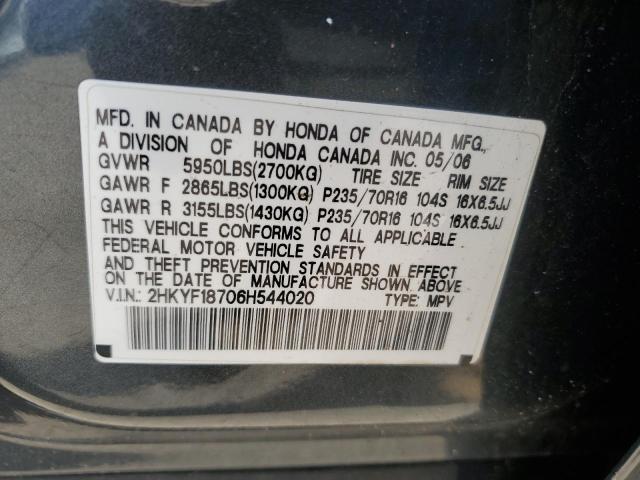 MFD. IN CANADA BY HONDA OF CANADA MFG.,
A DIVISION OF HONDA CANADA INC. 05/06
GVWR 5950LBS(2700KG) TIRE SIZE RIM SIZE
GAWR F 2865LBS(1300KG) P235/70R16 104S 16X6.5JJ
GAWR R 3155LBS(1430KG) P235/70R16 104S 16X6.5JJ
THIS VEHICLE CONFORMS TO ALL APPLICABLE
FEDERAL MOTOR VEHICLE SAFETY
AND THEFT PREVENTION STANDARDS IN EFFECT
ON THE DATE OF MANUFACTURE SHOWN ABOVE
V.I.N.: 2HKYF18706H544020 TYPE: MPV